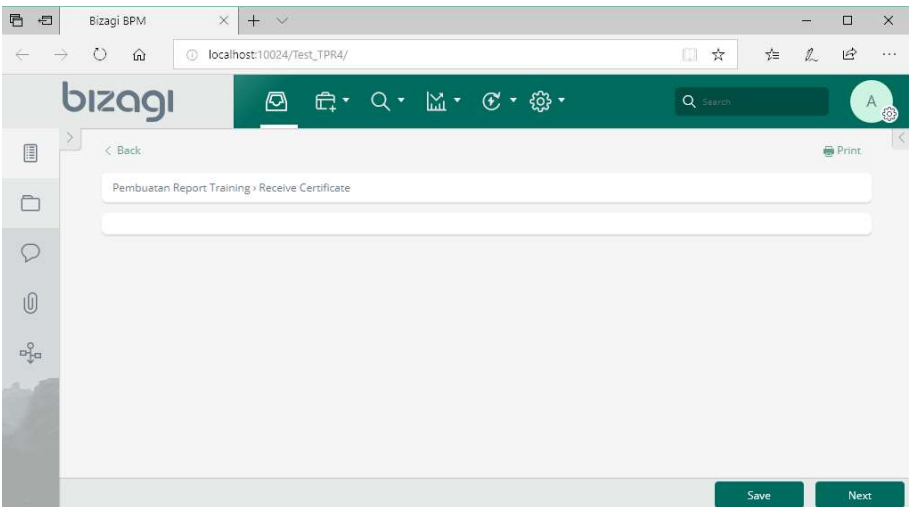 Bizagi BPM
localhost:10024/Test_TPR4/
bizagi
Search
A
< Back
Print
Pembuatan Report Training › Receive Certificate
Save
Next